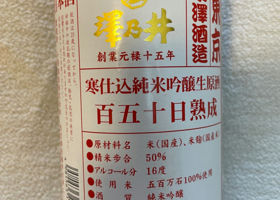 東京
澤酒造
澤乃井
創業元禄十五年
寒仕込純米吟醸生原酒
百五十日熟成
●原材料名 米(国産)、米麹(国産米)
●精米歩合 50%
●アルコール分 16度
●使用米 五百万石100%使用
●酒質 純米吟醸